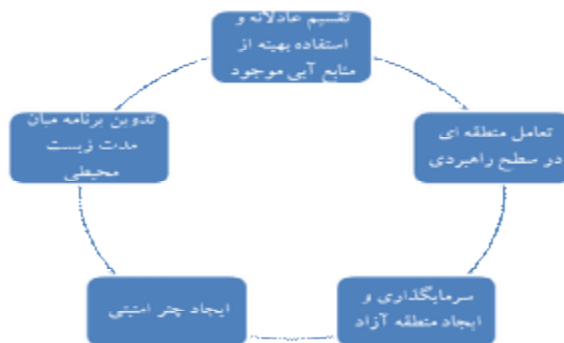 تقسیم عادلانه و
استفاده بهینه از
منابع آبی موجود
تعامل منطقه ای
در سطح راهبردی
سرمایگذاری و
ایجاد منطقه آزاد
ایجاد چتر امنیتی
تدوین برنامه میان
مدت زیست
محیطی